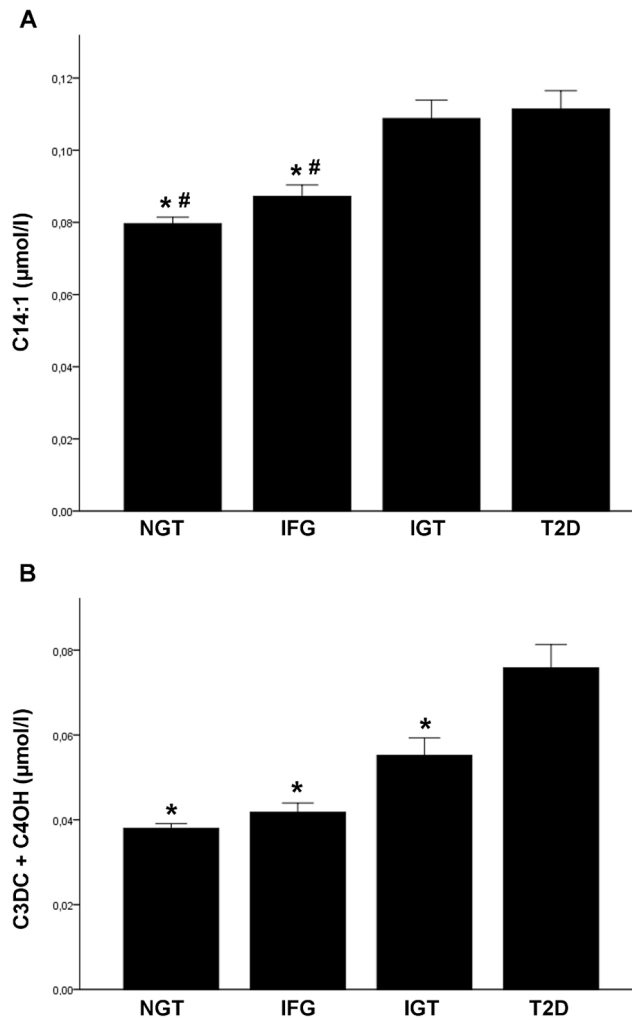 A
0,12
0,10
0,08
0,06
0,04
0,02
0,00
C14:1 (µmol/l)
* #
* #
NGT IFG IGT T2D
B
0,08
0,06
0,04
0,02
0,00
C3DC + C4OH (µmol/l)
*
*
*
NGT IFG IGT T2D